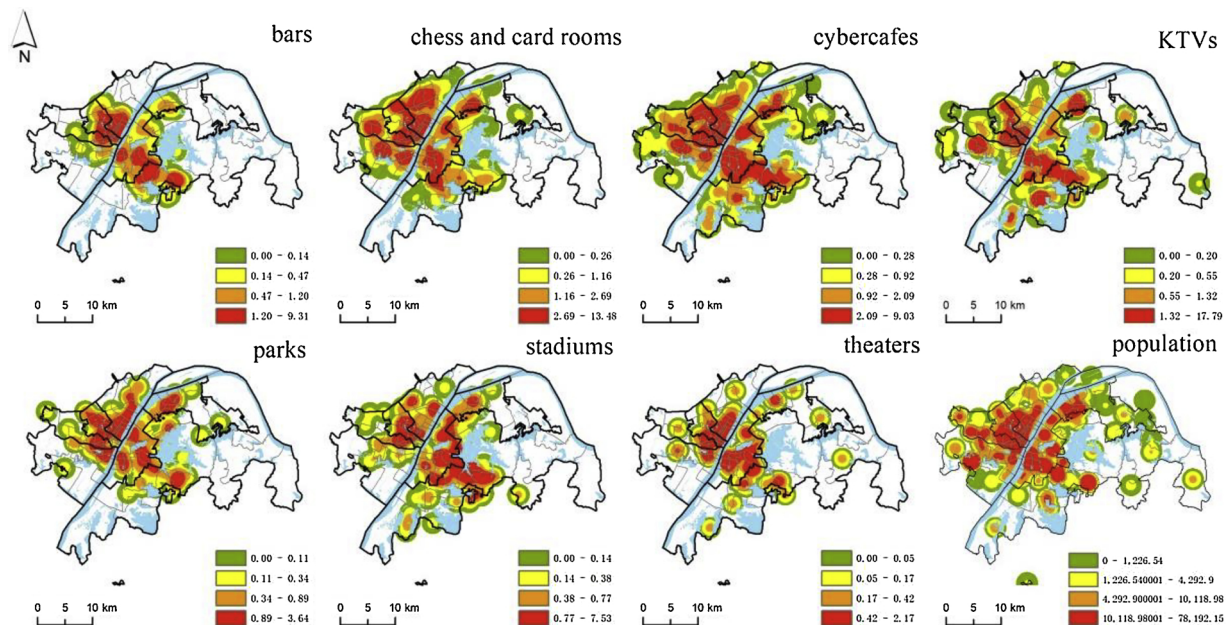 N
bars
0.00 - 0.14
0.14 - 0.47
0.47 - 1.20
1.20 - 9.31
0 5 10 km
chess and card rooms
0.00 - 0.26
0.26 - 1.16
1.16 - 2.69
2.69 - 13.48
0 5 10 km
cybercafes
0.00 - 0.28
0.28 - 0.92
0.92 - 2.09
2.09 - 9.03
0 5 10 km
KTVs
0.00 - 0.20
0.20 - 0.55
0.55 - 1.32
1.32 - 17.79
0 5 10 km
parks
0.00 - 0.11
0.11 - 0.34
0.34 - 0.89
0.89 - 3.64
0 5 10 km
stadiums
0.00 - 0.14
0.14 - 0.38
0.38 - 0.77
0.77 - 7.53
0 5 10 km
theaters
0.00 - 0.05
0.05 - 0.17
0.17 - 0.42
0.42 - 2.17
0 5 10 km
population
0 - 1,226.54
1,226.540001 - 4,292.9
4,292.900001 - 10,118.98
10,118.98001 - 78,192.15
0 5 10 km